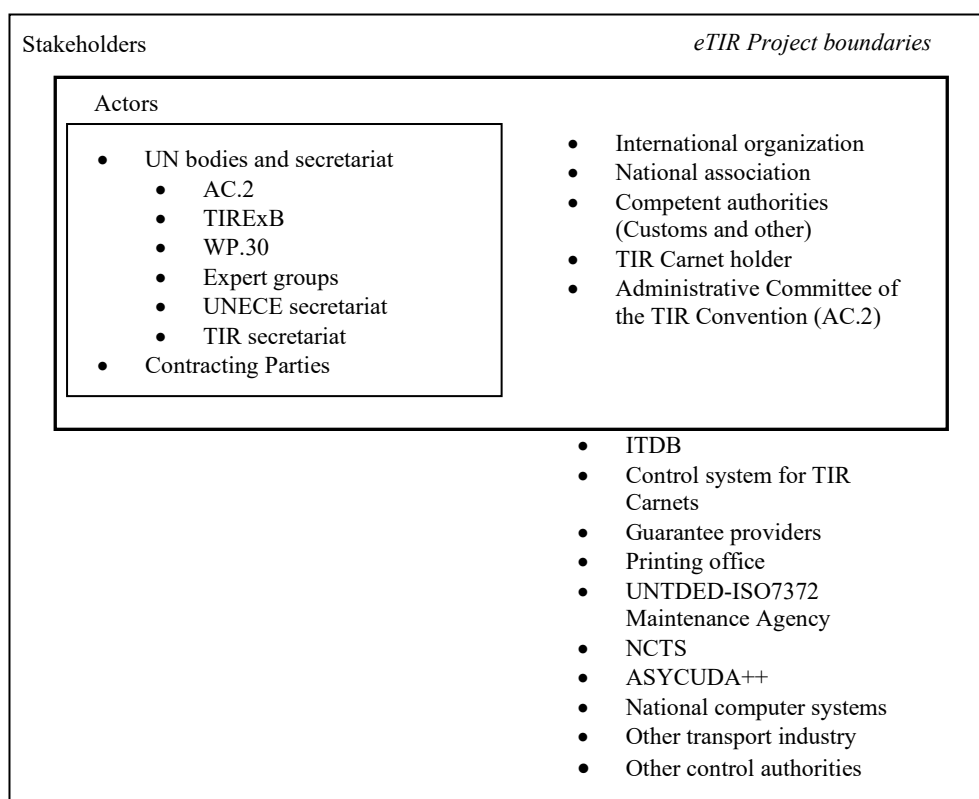 Stakeholders
eTIR Project boundaries
Actors
• UN bodies and secretariat
• AC.2
• TIRExB
• WP.30
• Expert groups
• UNECE secretariat
• TIR secretariat
• Contracting Parties
• International organization
• National association
• Competent authorities
(Customs and other)
• TIR Carnet holder
• Administrative Committee of
the TIR Convention (AC.2)
• ITDB
• Control system for TIR
Carnets
• Guarantee providers
• Printing office
• UNTDED-ISO7372
Maintenance Agency
• NCTS
• ASYCUDA++
• National computer systems
• Other transport industry
• Other control authorities